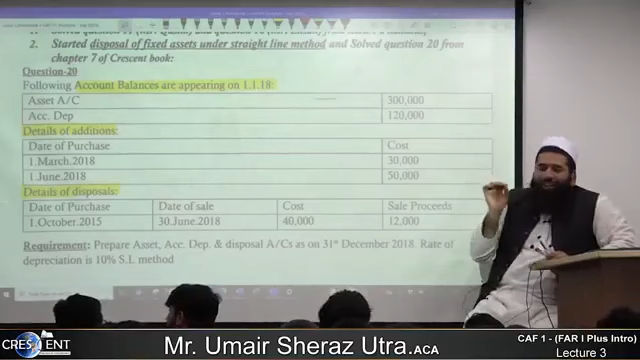 2. Started disposal of fixed assets under straight line method and Solved question 20 from
chapter 7 of Crescent book:
Question-20
Following Account Balances are appearing on 1.1.18:
Asset A/C 300,000
Acc. Dep 120,000
Details of additions:
Date of Purchase Cost
1.March.2018 30,000
1.June.2018 50,000
Details of disposals:
Date of Purchase Date of sale Cost Sale Proceeds
1.October.2015 30.June.2018 40,000 12,000
Requirement: Prepare Asset, Acc. Dep. & disposal A/Cs as on 31st December 2018. Rate of
depreciation is 10% S.L method
CRESCENT
Mr. Umair Sheraz Utra.ACA
CAF 1 - (FAR I Plus Intro)
Lecture 3